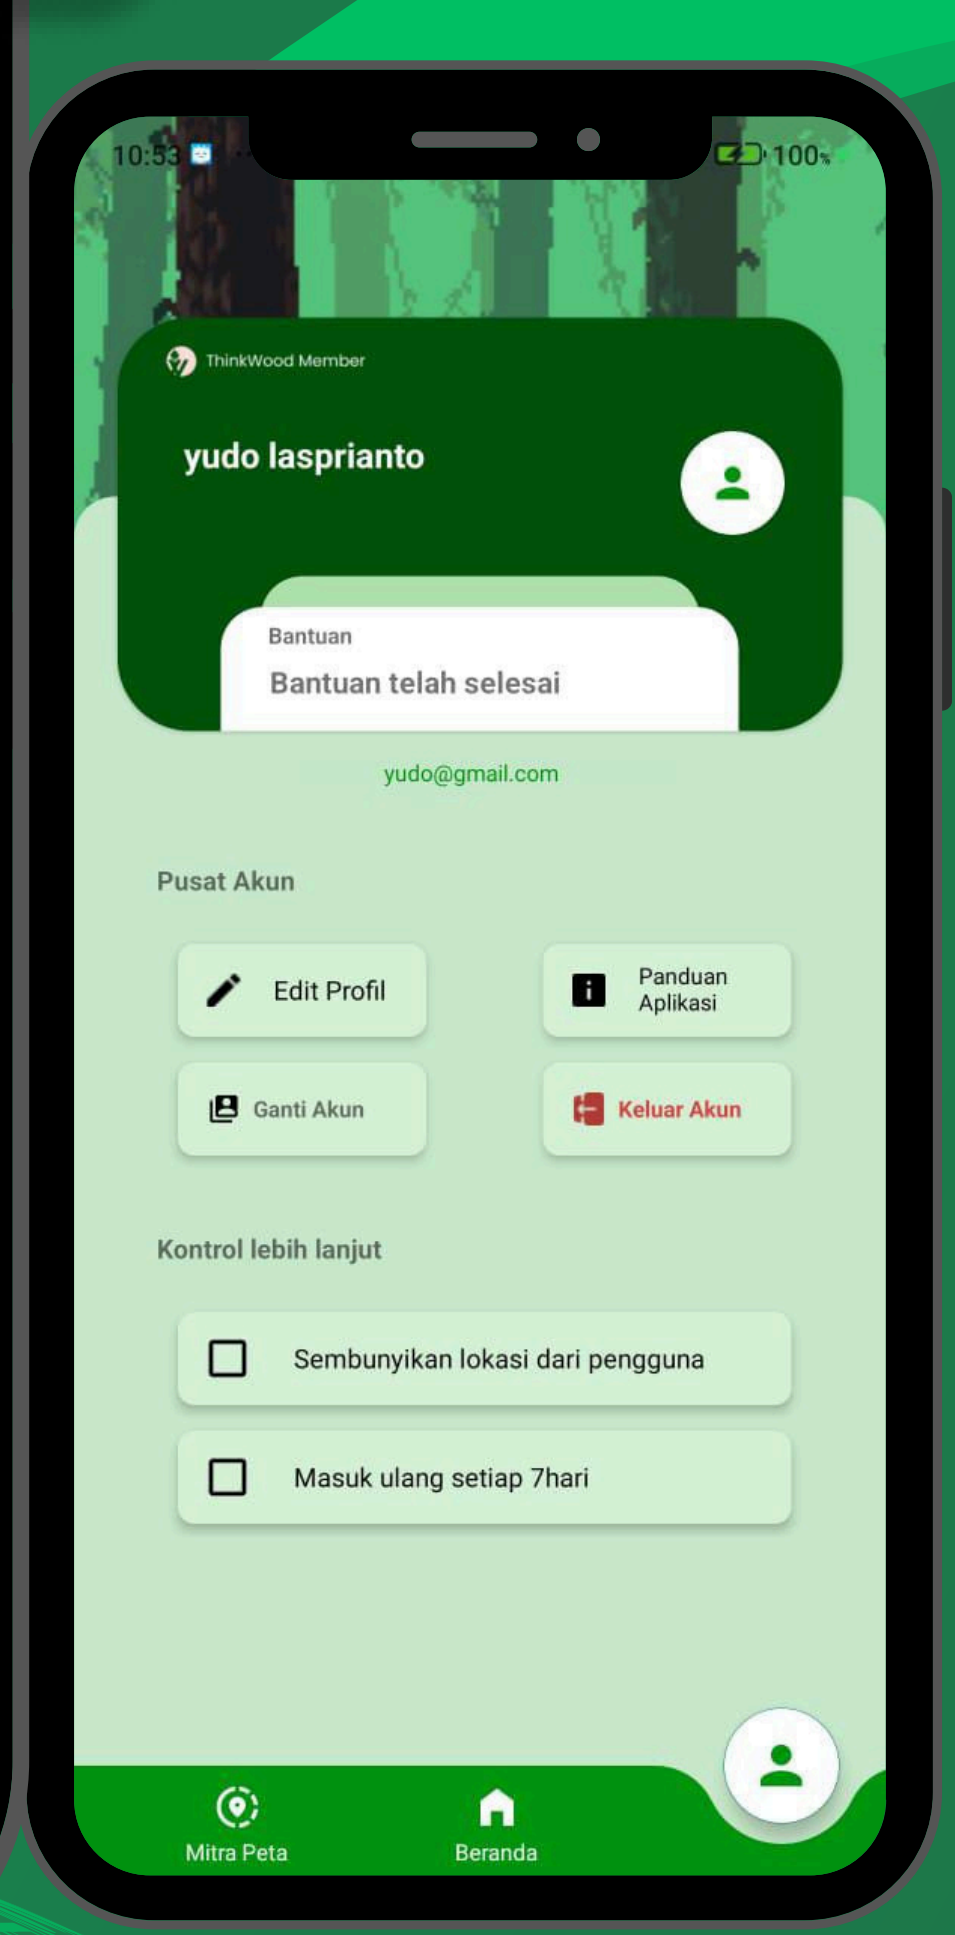 10:53
100%
ThinkWood Member
yudo lasprianto
Bantuan
Bantuan telah selesai
yudo@gmail.com
Pusat Akun
Edit Profil
Panduan
Aplikasi
Ganti Akun
Keluar Akun
Kontrol lebih lanjut
Sembunyikan lokasi dari pengguna
Masuk ulang setiap 7hari
Mitra Peta
Beranda